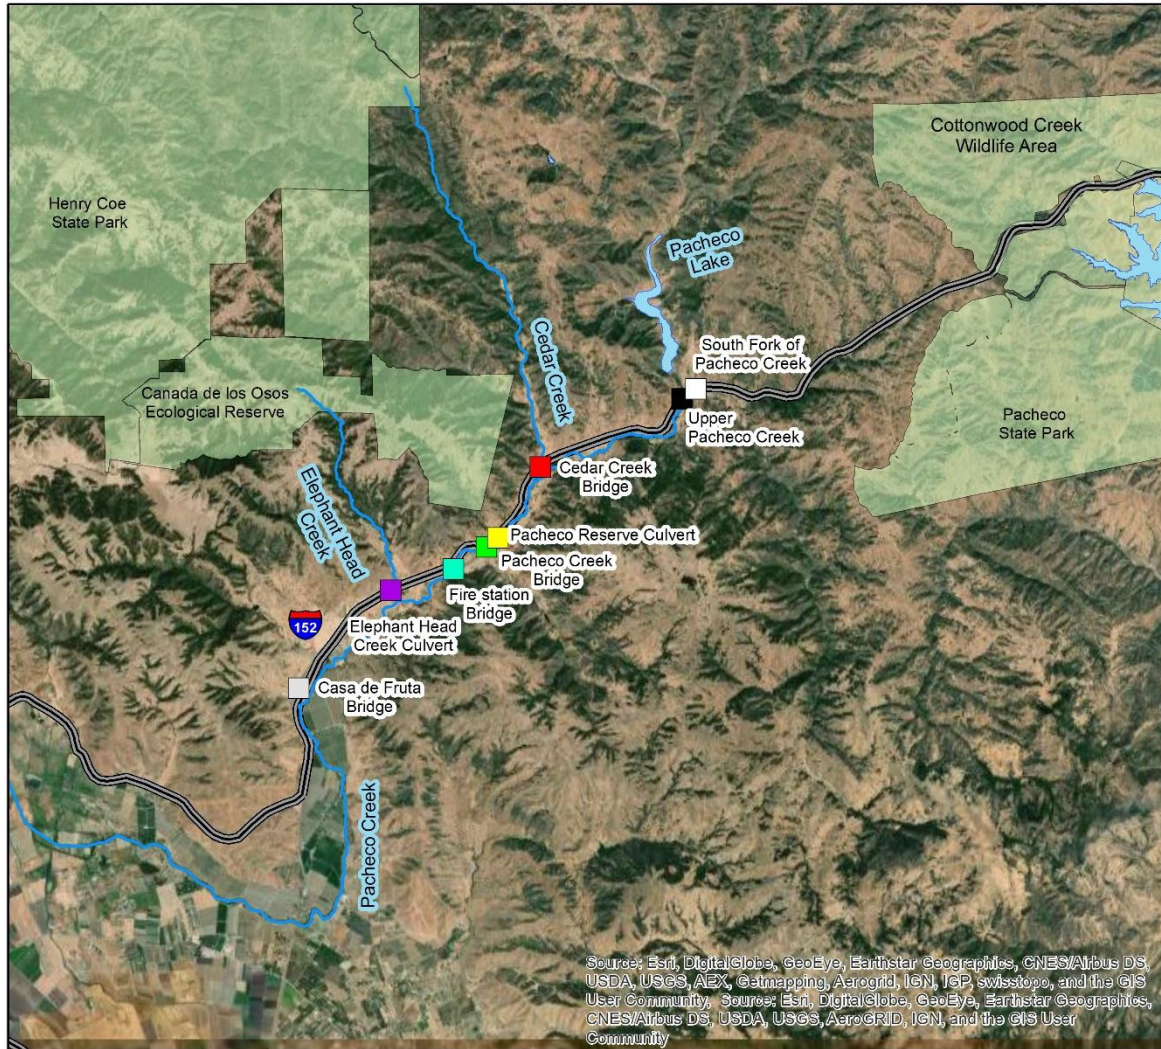 Cottonwood Creek
Wildlife Area
Henry Coe
State Park
Pacheco
Lake
Cedar Creek
South Fork of
Pacheco Creek
Canada de los Osos
Ecological Reserve
Upper
Pacheco Creek
Pacheco
State Park
Cedar Creek
Bridge
Elephant Head
Creek
Pacheco Reserve Culvert
Pacheco Creek
Bridge
Fire station
Bridge
152
Elephant Head
Creek Culvert
Casa de Fruta
Bridge
Pacheco Creek
Source: Esri, DigitalGlobe, GeoEye, Earthstar Geographics, CNES/Airbus DS,
USDA, USGS, AEX, Getmapping, Aerogrid, IGN, IGP, swisstopo, and the GIS
User Community, Source: Esri, DigitalGlobe, GeoEye, Earthstar Geographics,
CNES/Airbus DS, USDA, USGS, AeroGRID, IGN, and the GIS User
Community